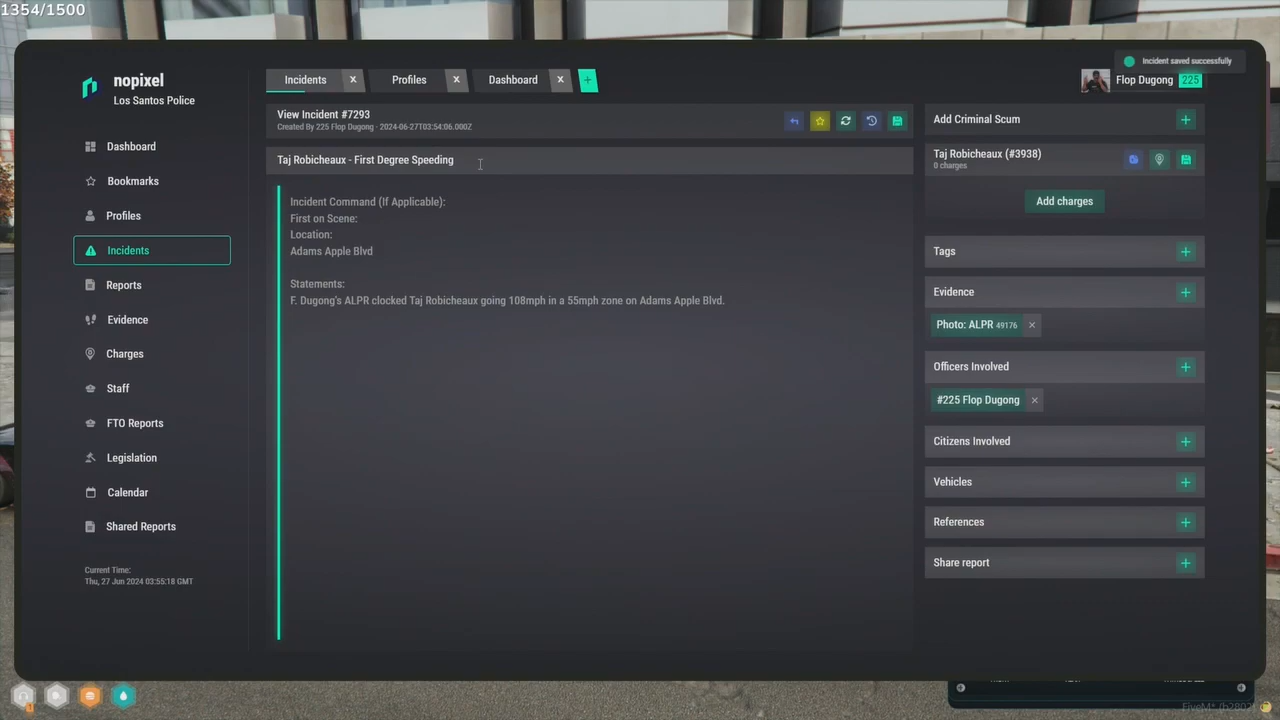 1354/1500
nopixel
Los Santos Police
Dashboard
Bookmarks
Profiles
Incidents
Reports
Evidence
Charges
Staff
FTO Reports
Legislation
Calendar
Shared Reports
Current Time:
Thu, 27 Jun 2024 03:55:18 GMT
Incidents x
Profiles x
Dashboard x
+
Incident saved successfully
Flop Dugong 225
View Incident #7293
Created By 225 Flop Dugong · 2024-06-27T03:54:06.000Z
Taj Robicheaux - First Degree Speeding
Incident Command (If Applicable):
First on Scene:
Location:
Adams Apple Blvd
Statements:
F. Dugong's ALPR clocked Taj Robicheaux going 108mph in a 55mph zone on Adams Apple Blvd.
Add Criminal Scum +
Taj Robicheaux (#3938)
0 charges
Add charges
Tags +
Evidence +
Photo: ALPR 49176 x
Officers Involved +
#225 Flop Dugong x
Citizens Involved +
Vehicles +
References +
Share report +